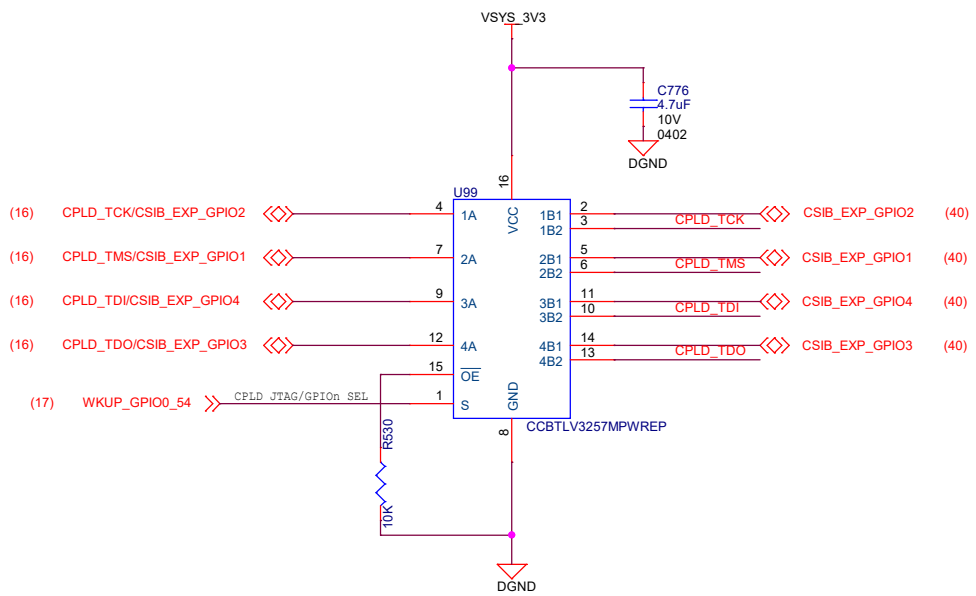 VSYS_3V3
C776
4.7uF
10V
0402
DGND
U99
16
VCC
(16) CPLD_TCK/CSIB_EXP_GPIO2 4 1A 1B1 2 CSIB_EXP_GPIO2 (40)
1B2 3 CPLD_TCK
(16) CPLD_TMS/CSIB_EXP_GPIO1 7 2A 2B1 5 CSIB_EXP_GPIO1 (40)
2B2 6 CPLD_TMS
(16) CPLD_TDI/CSIB_EXP_GPIO4 9 3A 3B1 11 CSIB_EXP_GPIO4 (40)
3B2 10 CPLD_TDI
(16) CPLD_TDO/CSIB_EXP_GPIO3 12 4A 4B1 14 CSIB_EXP_GPIO3 (40)
4B2 13 CPLD_TDO
15 OE
(17) WKUP_GPIO0_54 CPLD JTAG/GPIOn SEL 1 S
GND
8
CCBTLV3257MPWREP
R530
10K
DGND